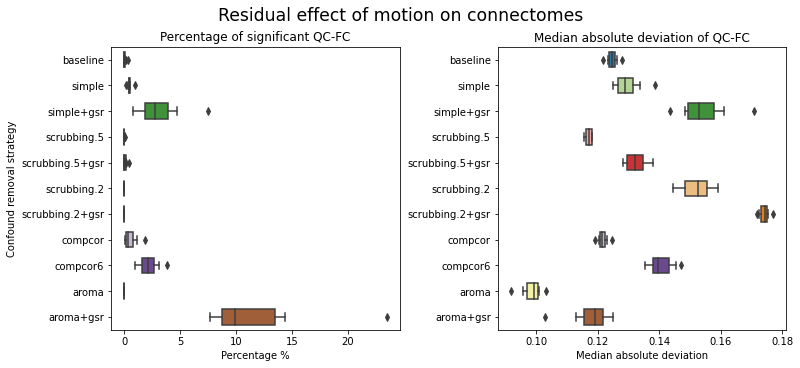 Residual effect of motion on connectomes
Percentage of significant QC-FC
Confound removal strategy
baseline
simple
simple+gsr
scrubbing.5
scrubbing.5+gsr
scrubbing.2
scrubbing.2+gsr
compcor
compcor6
aroma
aroma+gsr
0 5 10 15 20
Percentage %
Median absolute deviation of QC-FC
baseline
simple
simple+gsr
scrubbing.5
scrubbing.5+gsr
scrubbing.2
scrubbing.2+gsr
compcor
compcor6
aroma
aroma+gsr
0.10 0.12 0.14 0.16 0.18
Median absolute deviation